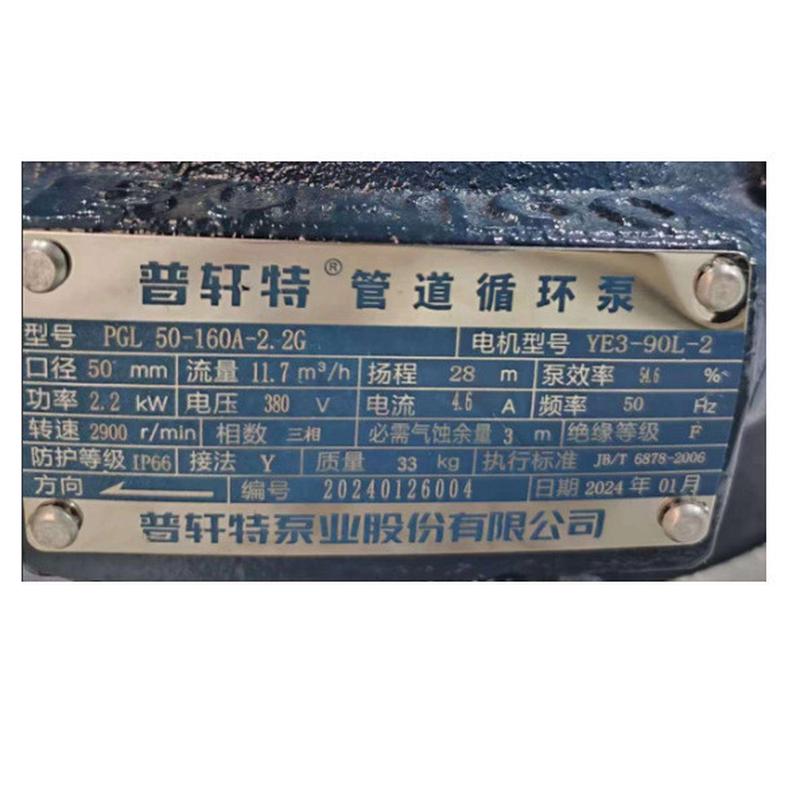 普轩特® 管道循环泵
型号 PGL 50-160A-2.2G 电机型号 YE3-90L-2
口径 50 mm 流量 11.7 m³/h 扬程 28 m 泵效率 54.6 %
功率 2.2 kW 电压 380 V 电流 4.6 A 频率 50 Hz
转速 2900 r/min 相数 三相 必需气蚀余量 3 m 绝缘等级 F
防护等级 IP66 接法 Y 质量 33 kg 执行标准 JB/T 6878-2006
方向 编号 20240126004 日期 2024 年 01 月
普轩特泵业股份有限公司